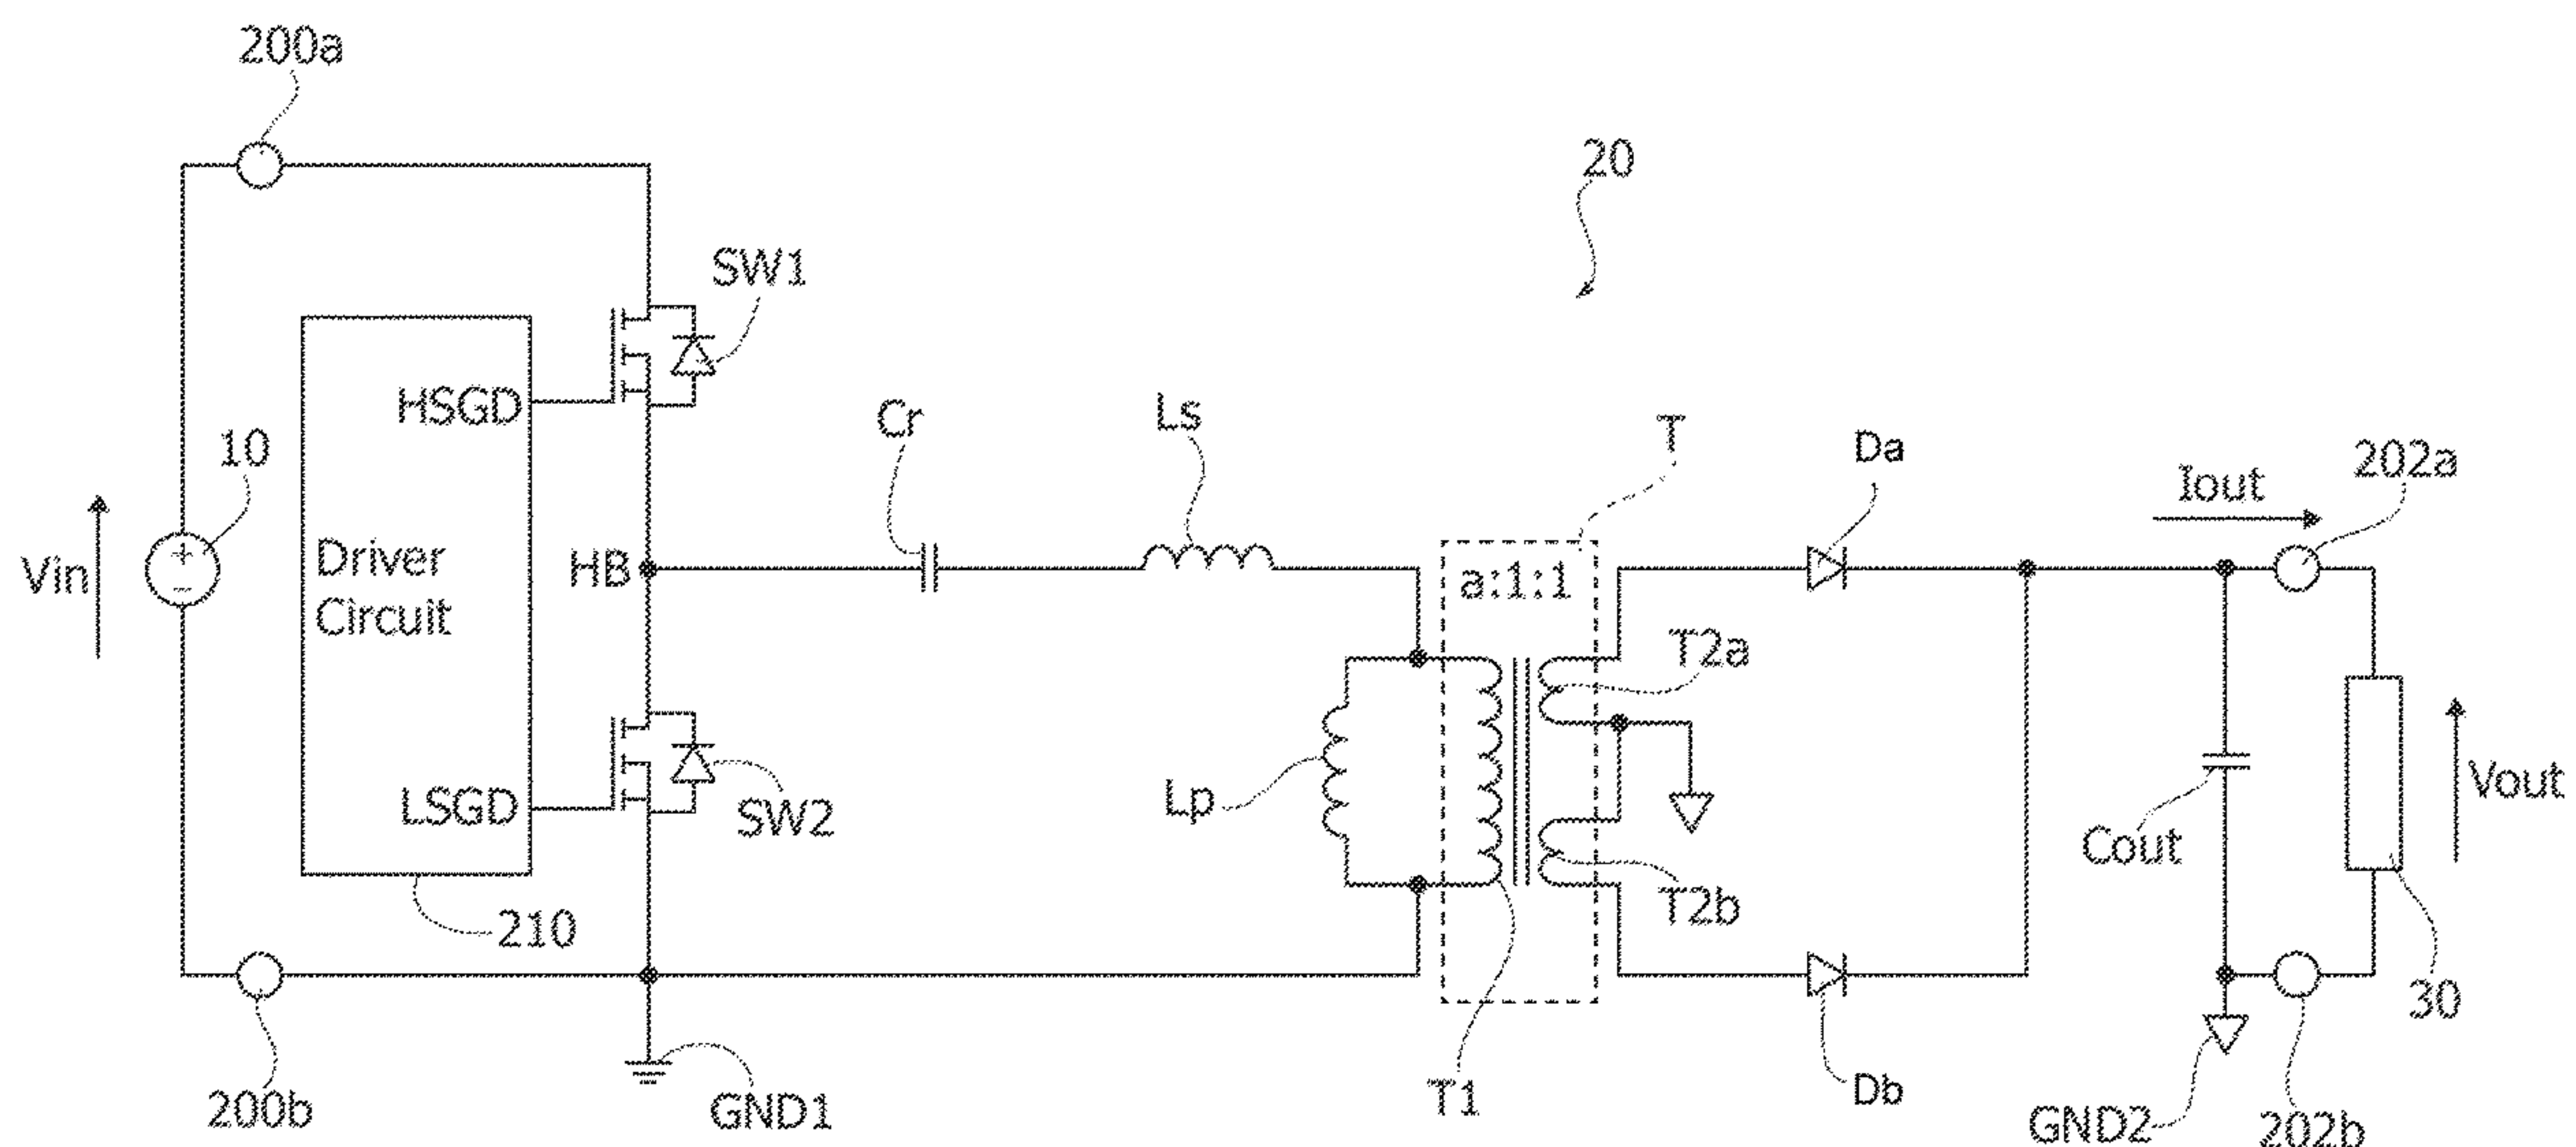 200a
20
SW1
HSGD
Cr
Ls
T
Da
202a
Iout
10
Vin
+
-
Driver
Circuit
HB
a:1:1
T2a
Lp
Vout
LSGD
SW2
Cout
T2b
210
30
200b
GND1
T1
Db
GND2
202b